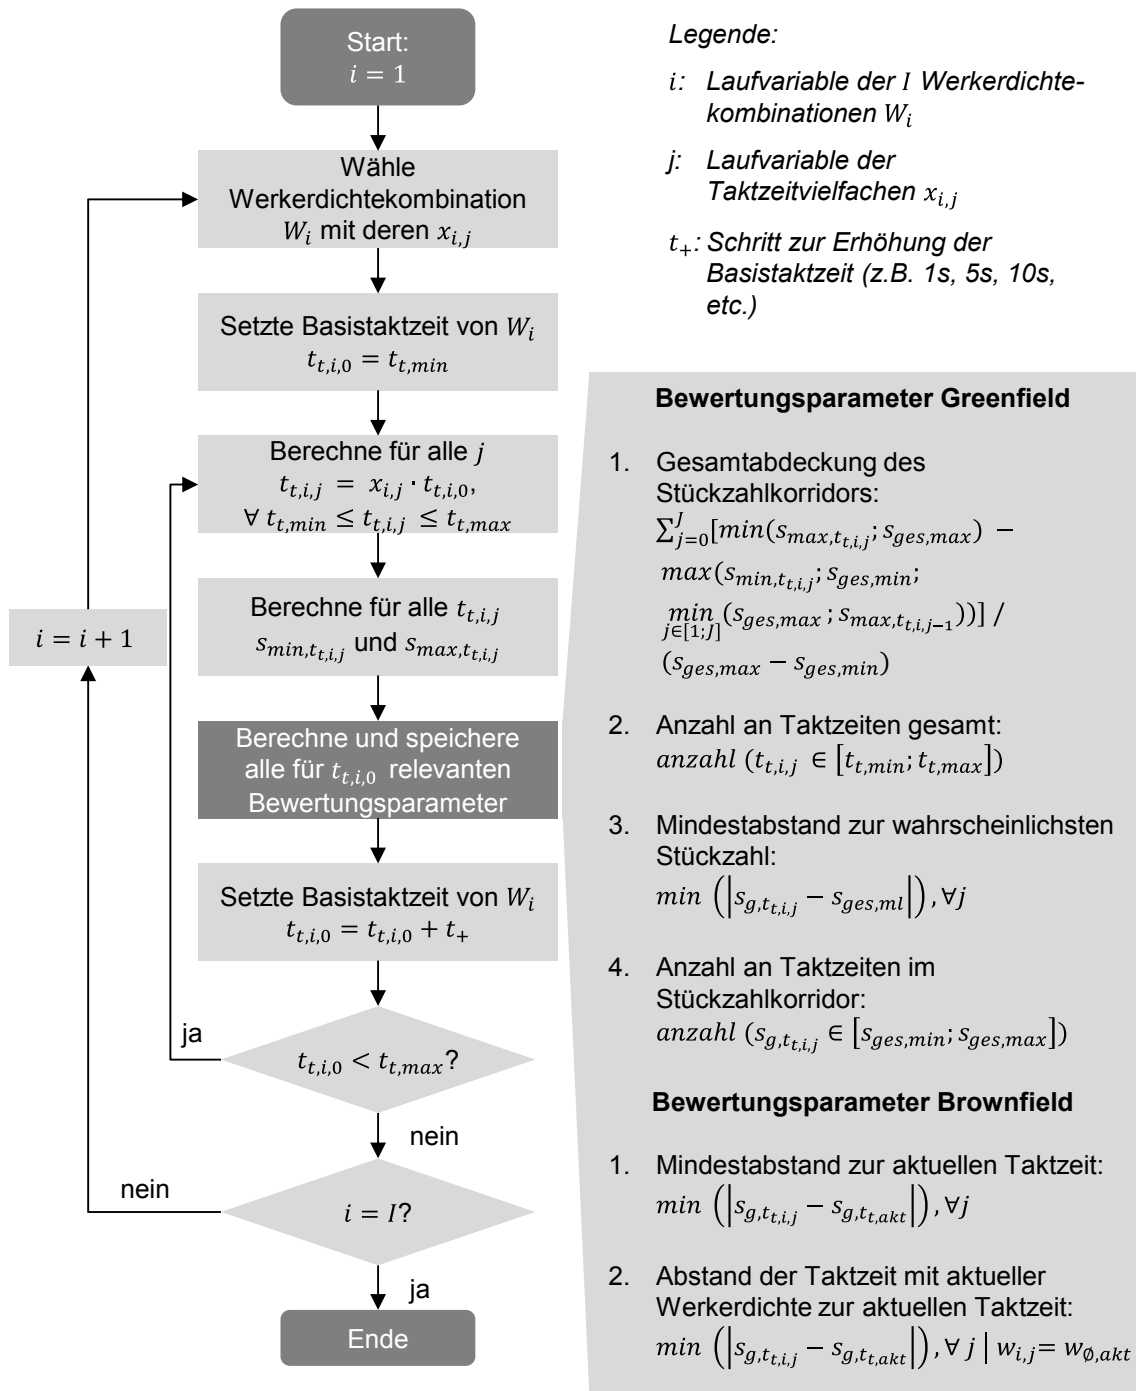 Start:
i = 1
Wähle
Werkerdichtekombination
W_i mit deren x_{i,j}
Setzte Basistaktzeit von W_i
t_{t,i,0} = t_{t,min}
Berechne für alle j
t_{t,i,j} = x_{i,j} · t_{t,i,0},
∀ t_{t,min} ≤ t_{t,i,j} ≤ t_{t,max}
Berechne für alle t_{t,i,j}
s_{min,t_{t,i,j}} und s_{max,t_{t,i,j}}
i = i + 1
Berechne und speichere
alle für t_{t,i,0} relevanten
Bewertungsparameter
Setzte Basistaktzeit von W_i
t_{t,i,0} = t_{t,i,0} + t_+
ja
t_{t,i,0} < t_{t,max}?
nein
nein
i = I?
ja
Ende
Legende:
i: Laufvariable der I Werkerdichte-
kombinationen W_i
j: Laufvariable der
Taktzeitvielfachen x_{i,j}
t_+: Schritt zur Erhöhung der
Basistaktzeit (z.B. 1s, 5s, 10s,
etc.)
Bewertungsparameter Greenfield
1. Gesamtabdeckung des
Stückzahlkorridors:
∑_{j=0}^{J}[min(s_{max,t_{t,i,j}}; s_{ges,max}) −
max(s_{min,t_{t,i,j}}; s_{ges,min};
min_{j∈[1;J]}(s_{ges,max} ; s_{max,t_{t,i,j−1}}))] /
(s_{ges,max} − s_{ges,min})
2. Anzahl an Taktzeiten gesamt:
anzahl (t_{t,i,j} ∈ [t_{t,min}; t_{t,max}])
3. Mindestabstand zur wahrscheinlichsten
Stückzahl:
min (|s_{g,t_{t,i,j}} − s_{ges,ml}|), ∀j
4. Anzahl an Taktzeiten im
Stückzahlkorridor:
anzahl (s_{g,t_{t,i,j}} ∈ [s_{ges,min}; s_{ges,max}])
Bewertungsparameter Brownfield
1. Mindestabstand zur aktuellen Taktzeit:
min (|s_{g,t_{t,i,j}} − s_{g,t_{t,akt}}|), ∀j
2. Abstand der Taktzeit mit aktueller
Werkerdichte zur aktuellen Taktzeit:
min (|s_{g,t_{t,i,j}} − s_{g,t_{t,akt}}|), ∀ j | w_{i,j} = w_{∅,akt}